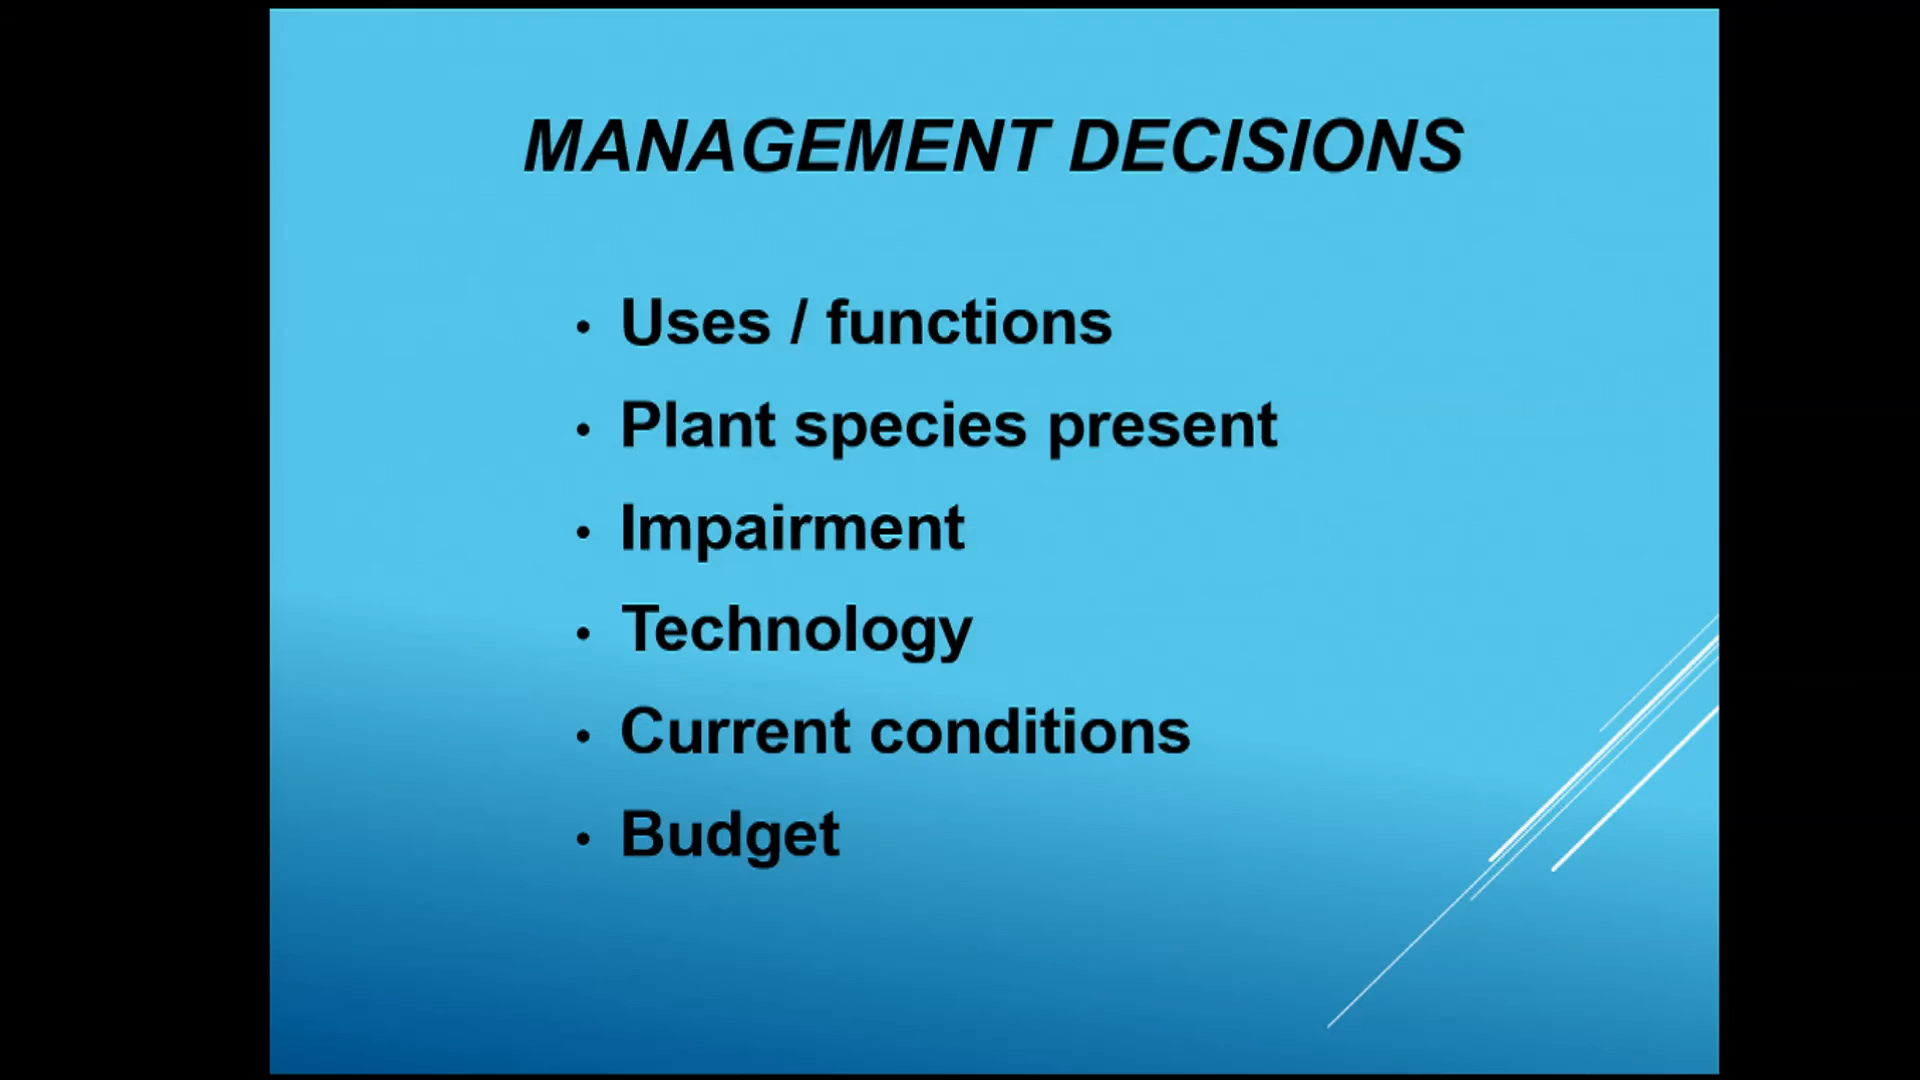 MANAGEMENT DECISIONS
• Uses / functions
• Plant species present
• Impairment
• Technology
• Current conditions
• Budget